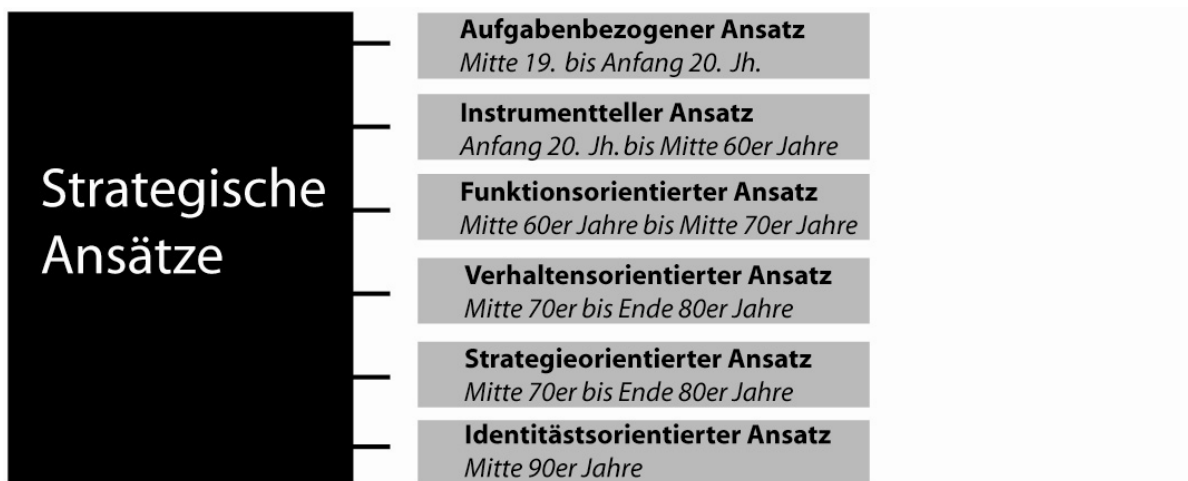 Strategische
Ansätze
Aufgabenbezogener Ansatz
Mitte 19. bis Anfang 20. Jh.
Instrumentteller Ansatz
Anfang 20. Jh. bis Mitte 60er Jahre
Funktionsorientierter Ansatz
Mitte 60er Jahre bis Mitte 70er Jahre
Verhaltensorientierter Ansatz
Mitte 70er bis Ende 80er Jahre
Strategieorientierter Ansatz
Mitte 70er bis Ende 80er Jahre
Identitästsorientierter Ansatz
Mitte 90er Jahre